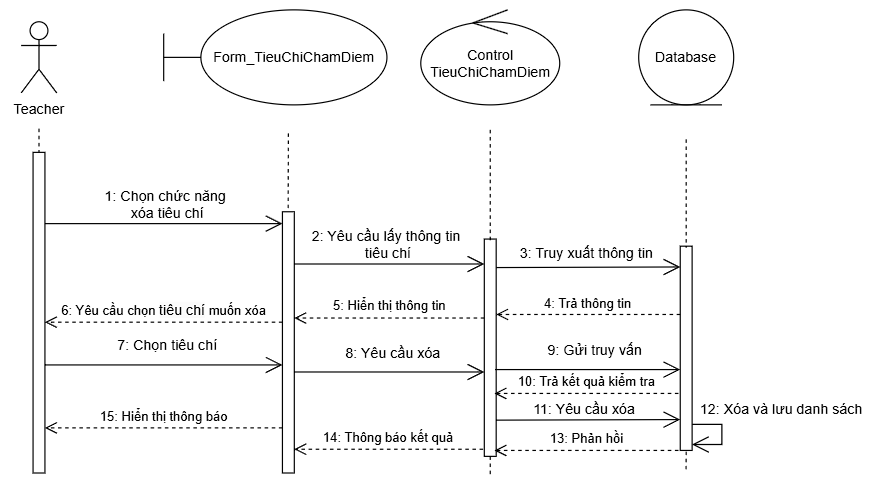 Form_TieuChiChamDiem
Control
TieuChiChamDiem
Database
Teacher
1: Chọn chức năng
xóa tiêu chí
2: Yêu cầu lấy thông tin
tiêu chí
3: Truy xuất thông tin
4: Trả thông tin
5: Hiển thị thông tin
6: Yêu cầu chọn tiêu chí muốn xóa
7: Chọn tiêu chí
8: Yêu cầu xóa
9: Gửi truy vấn
10: Trả kết quả kiểm tra
11: Yêu cầu xóa
12: Xóa và lưu danh sách
13: Phản hồi
14: Thông báo kết quả
15: Hiển thị thông báo